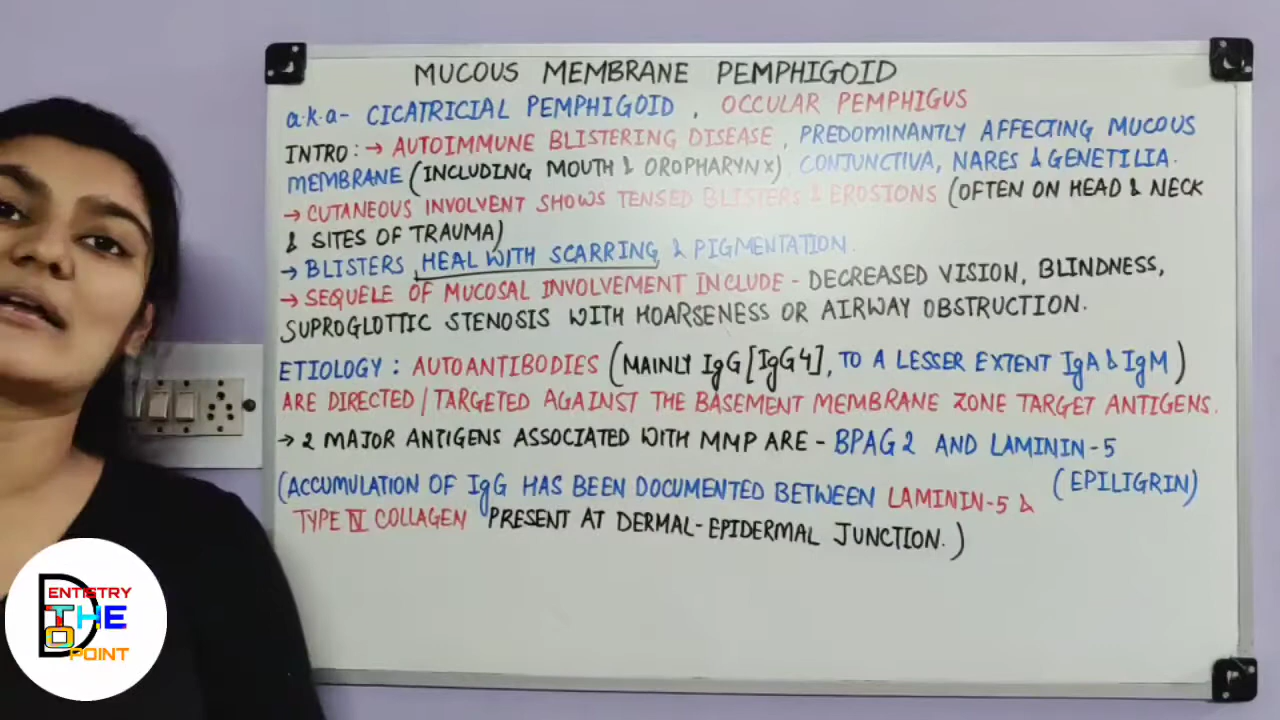 MUCOUS MEMBRANE PEMPHIGOID
a.k.a- CICATRICIAL PEMPHIGOID , OCCULAR PEMPHIGUS
INTRO: → AUTOIMMUNE BLISTERING DISEASE , PREDOMINANTLY AFFECTING MUCOUS
MEMBRANE (INCLUDING MOUTH & OROPHARYNX) CONJUNCTIVA, NARES & GENETILIA.
→ CUTANEOUS INVOLVENT SHOWS TENSED BLISTERS & EROSIONS (OFTEN ON HEAD & NECK
& SITES OF TRAUMA)
→ BLISTERS HEAL WITH SCARRING & PIGMENTATION.
→ SEQUELE OF MUCOSAL INVOLVEMENT INCLUDE - DECREASED VISION, BLINDNESS,
SUPROGLOTTIC STENOSIS WITH HOARSENESS OR AIRWAY OBSTRUCTION.
ETIOLOGY : AUTOANTIBODIES (MAINLY IgG [IgG4], TO A LESSER EXTENT IgA & IgM)
ARE DIRECTED / TARGETED AGAINST THE BASEMENT MEMBRANE ZONE TARGET ANTIGENS.
→ 2 MAJOR ANTIGENS ASSOCIATED WITH MMP ARE - BPAG2 AND LAMININ-5
(EPILIGRIN)
(ACCUMULATION OF IgG HAS BEEN DOCUMENTED BETWEEN LAMININ-5 &
TYPE IV COLLAGEN PRESENT AT DERMAL-EPIDERMAL JUNCTION.)
DENTISTRY
THE
TO
POINT